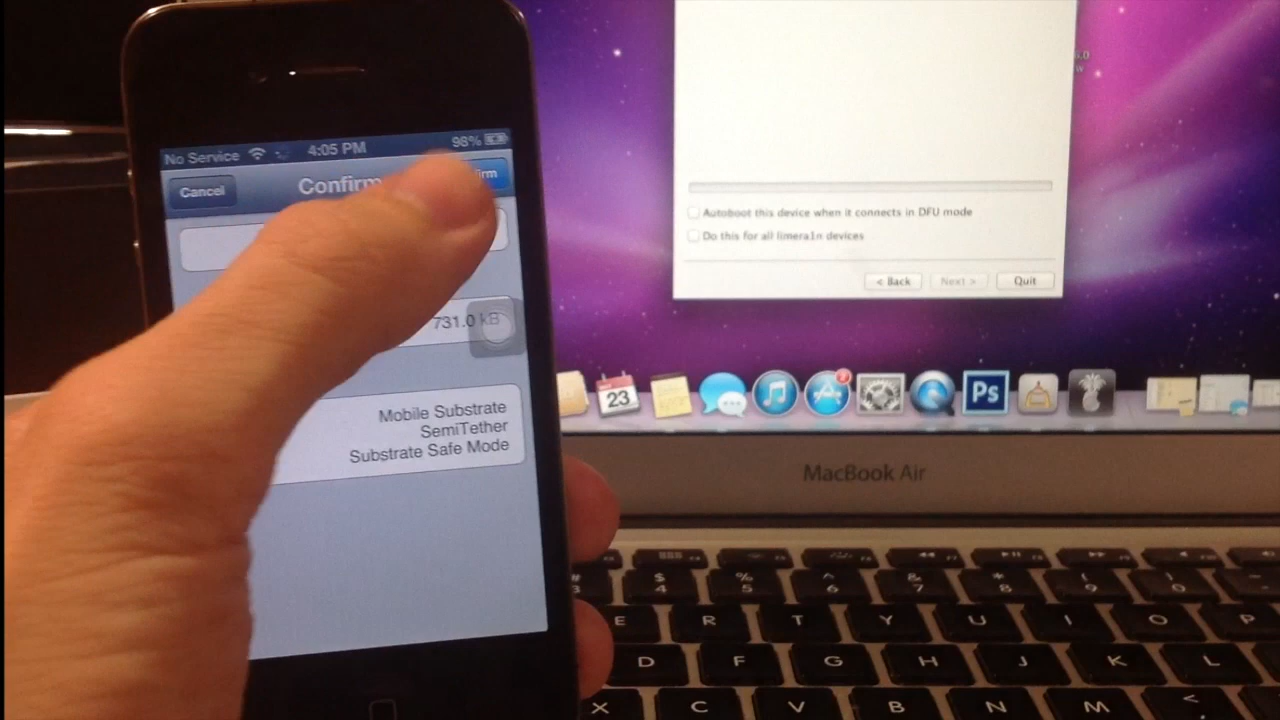 No Service 4:05 PM 98%
Cancel
731.0 kB
Mobile Substrate
SemiTether
Substrate Safe Mode
Autoboot this device when it connects in DFU mode
Do this for all limera1n devices
< Back Next > Quit
23
Ps
MacBook Air
$ % ^ & * ( )
4 5 6 7 8 9 0
E R T Y U I O P
D F G H J K L
X C V B N M <